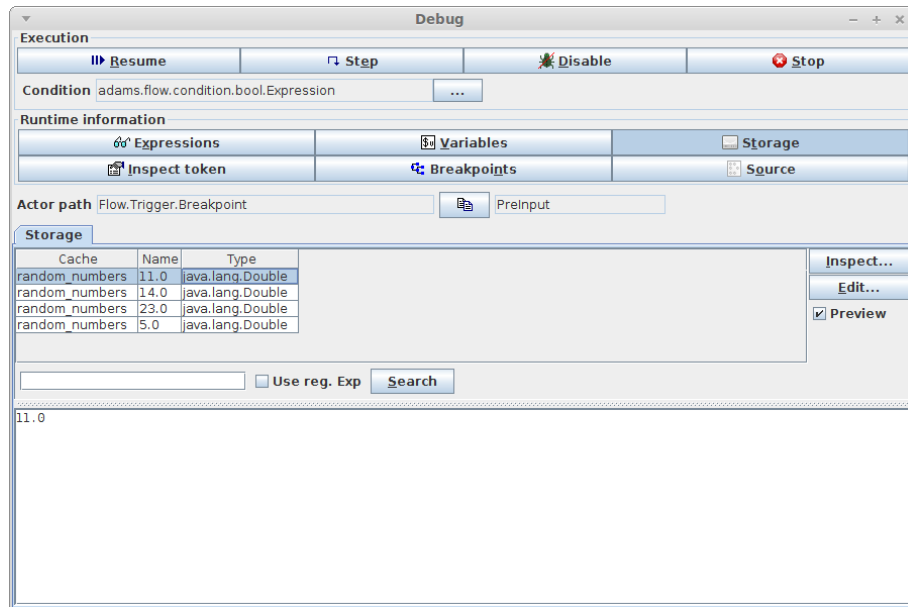 Debug
Execution
Resume Step Disable Stop
Condition adams.flow.condition.bool.Expression ...
Runtime information
Expressions Variables Storage
Inspect token Breakpoints Source
Actor path Flow.Trigger.Breakpoint PreInput
Storage
Cache Name Type
random_numbers 11.0 java.lang.Double
random_numbers 14.0 java.lang.Double
random_numbers 23.0 java.lang.Double
random_numbers 5.0 java.lang.Double
Inspect...
Edit...
Preview
Use reg. Exp Search
11.0